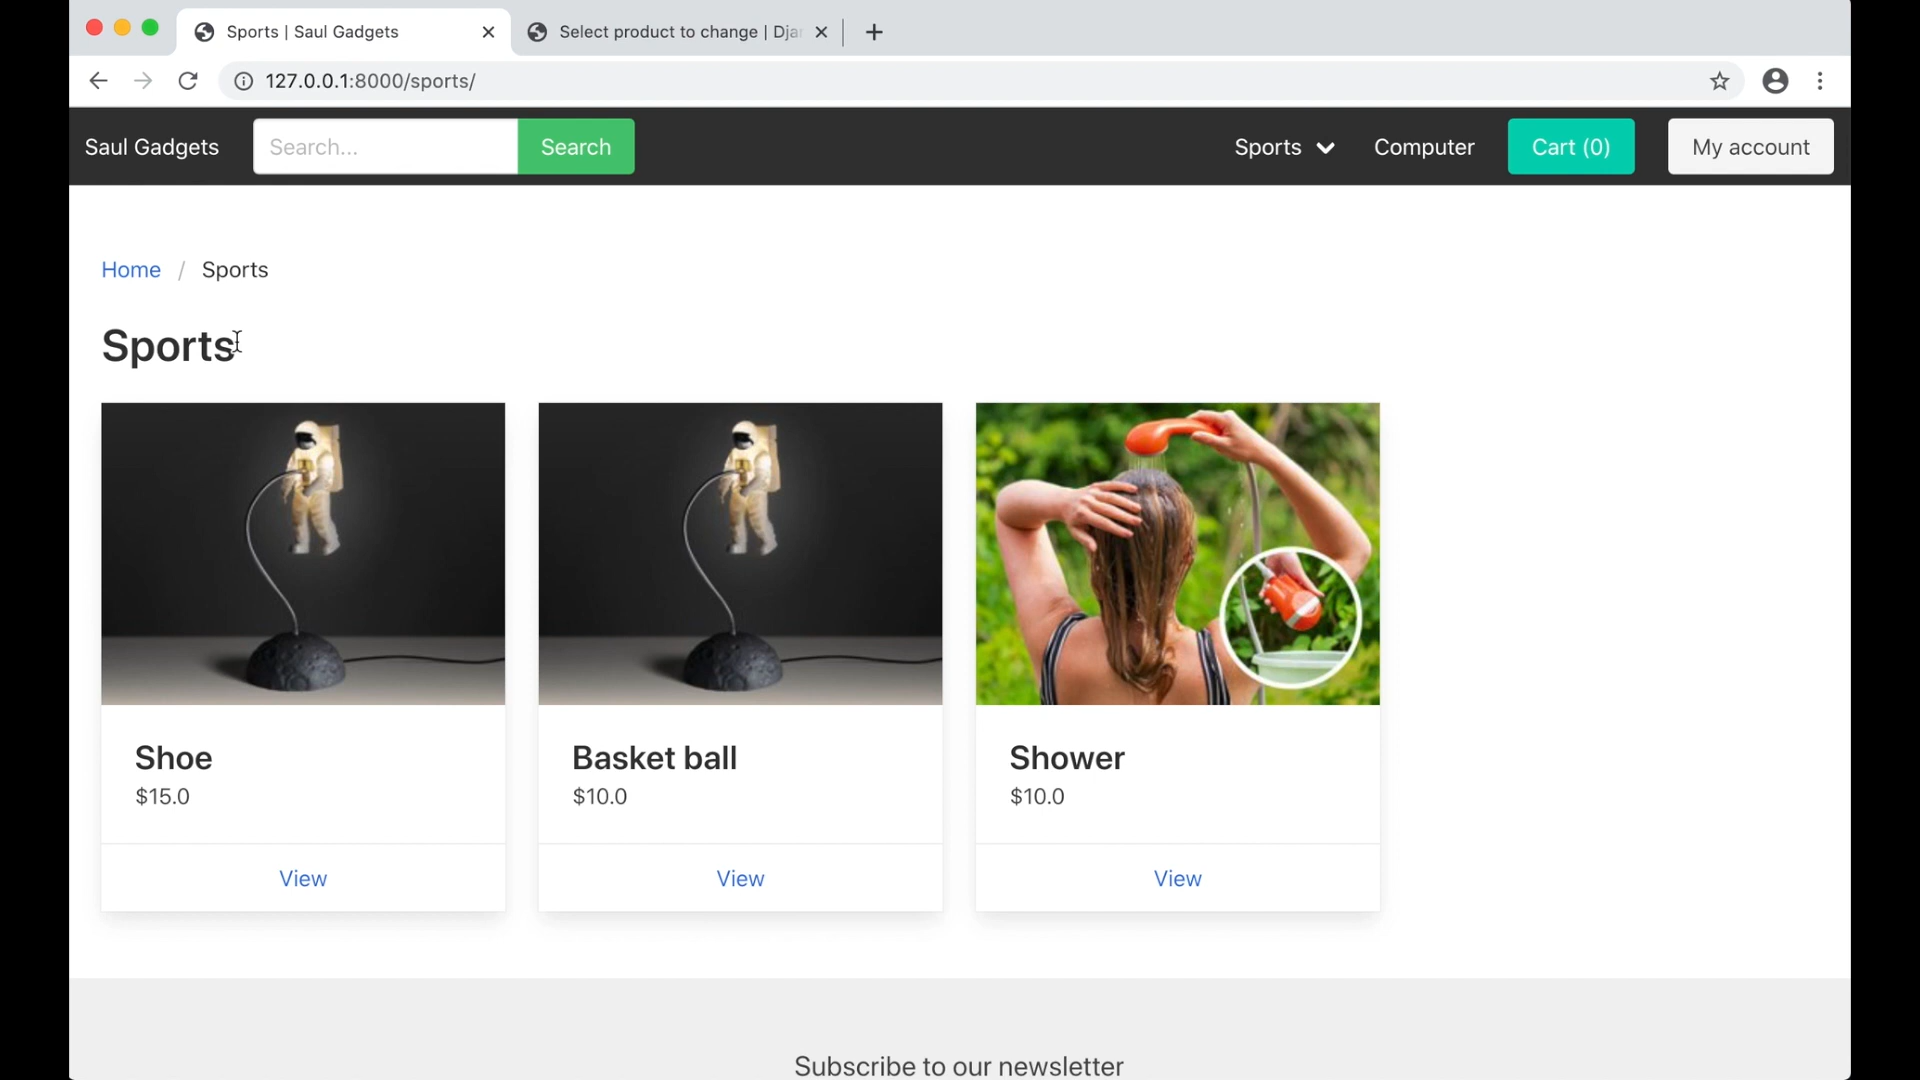 Sports | Saul Gadgets
Select product to change | Djan
127.0.0.1:8000/sports/
Saul Gadgets
Search...
Search
Sports
Computer
Cart (0)
My account
Home / Sports
Sports
Shoe
$15.0
View
Basket ball
$10.0
View
Shower
$10.0
View
Subscribe to our newsletter